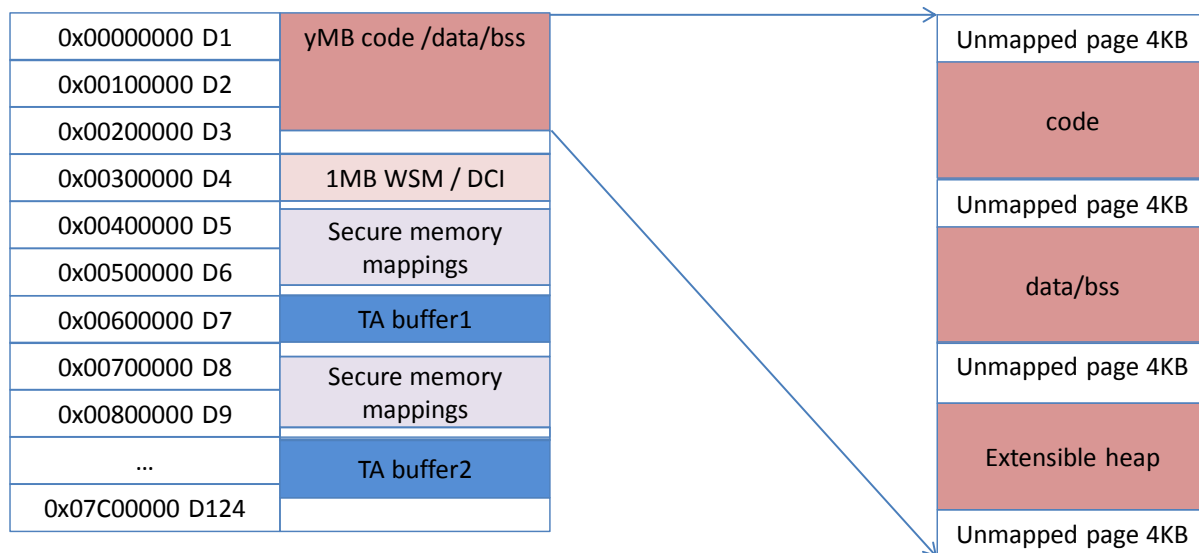 0x00000000 D1
0x00100000 D2
0x00200000 D3
0x00300000 D4
0x00400000 D5
0x00500000 D6
0x00600000 D7
0x00700000 D8
0x00800000 D9
...
0x07C00000 D124
yMB code /data/bss
1MB WSM / DCI
Secure memory
mappings
TA buffer1
Secure memory
mappings
TA buffer2
Unmapped page 4KB
code
Unmapped page 4KB
data/bss
Unmapped page 4KB
Extensible heap
Unmapped page 4KB